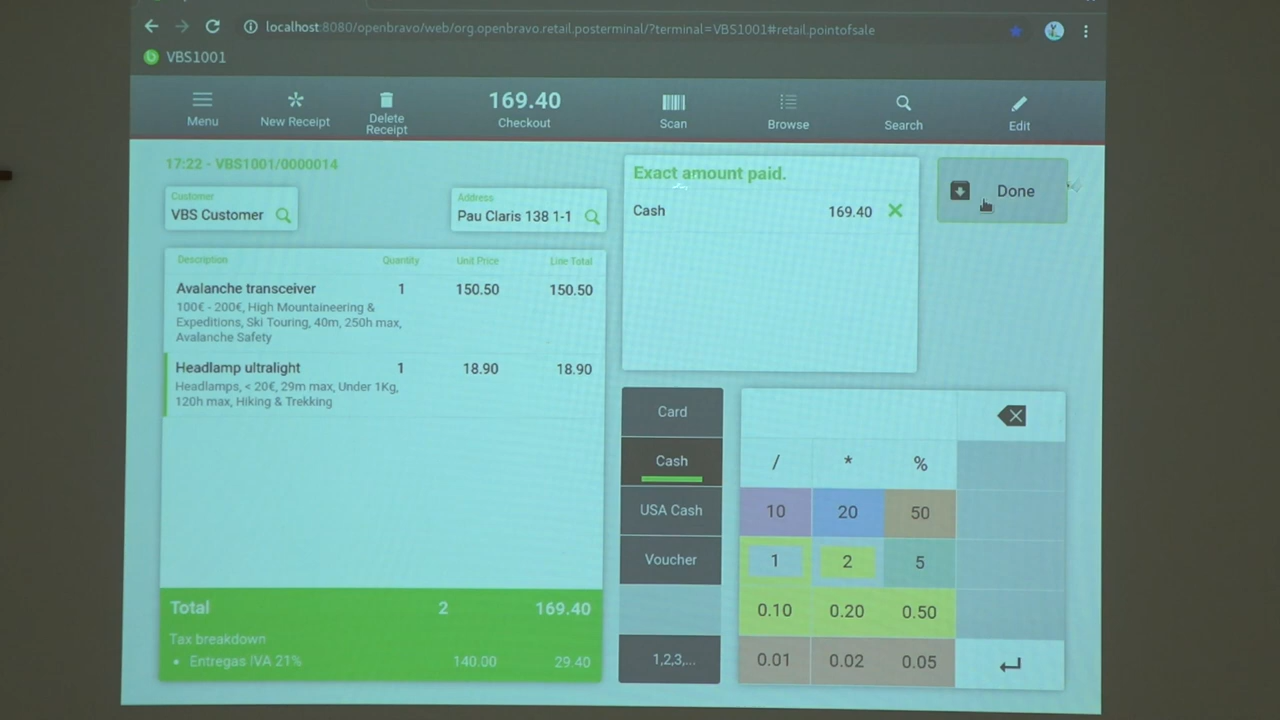 localhost:8080/openbravo/web/org.openbravo.retail.posterminal/?terminal=VBS1001#retail.pointofsale
VBS1001
Menu
New Receipt
Delete
Receipt
169.40
Checkout
Scan
Browse
Search
Edit
17:22 - VBS1001/0000014
Customer
VBS Customer
Address
Pau Claris 138 1-1
Description Quantity Unit Price Line Total
Avalanche transceiver 1 150.50 150.50
100€ - 200€, High Mountaineering &
Expeditions, Ski Touring, 40m, 250h max,
Avalanche Safety
Headlamp ultralight 1 18.90 18.90
Headlamps, < 20€, 29m max, Under 1Kg,
120h max, Hiking & Trekking
Total 2 169.40
Tax breakdown
• Entregas IVA 21% 140.00 29.40
Exact amount paid.
Cash 169.40
Done
Card
Cash
USA Cash
Voucher
1,2,3,...
/ * %
10 20 50
1 2 5
0.10 0.20 0.50
0.01 0.02 0.05